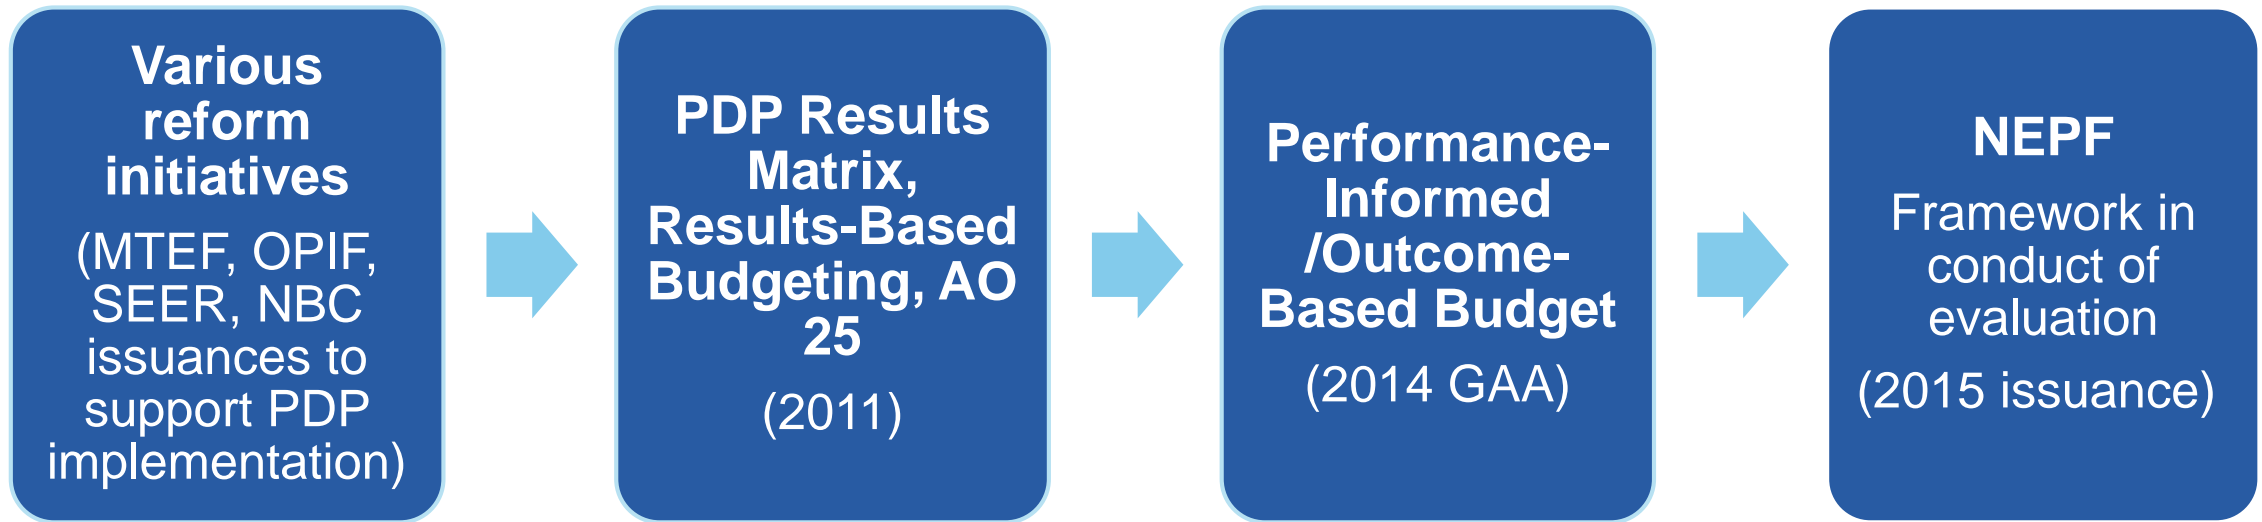 Various
reform
initiatives
(MTEF, OPIF,
SEER, NBC
issuances to
support PDP
implementation)
PDP Results
Matrix,
Results-Based
Budgeting, AO
25
(2011)
Performance-
Informed
/Outcome-
Based Budget
(2014 GAA)
NEPF
Framework in
conduct of
evaluation
(2015 issuance)